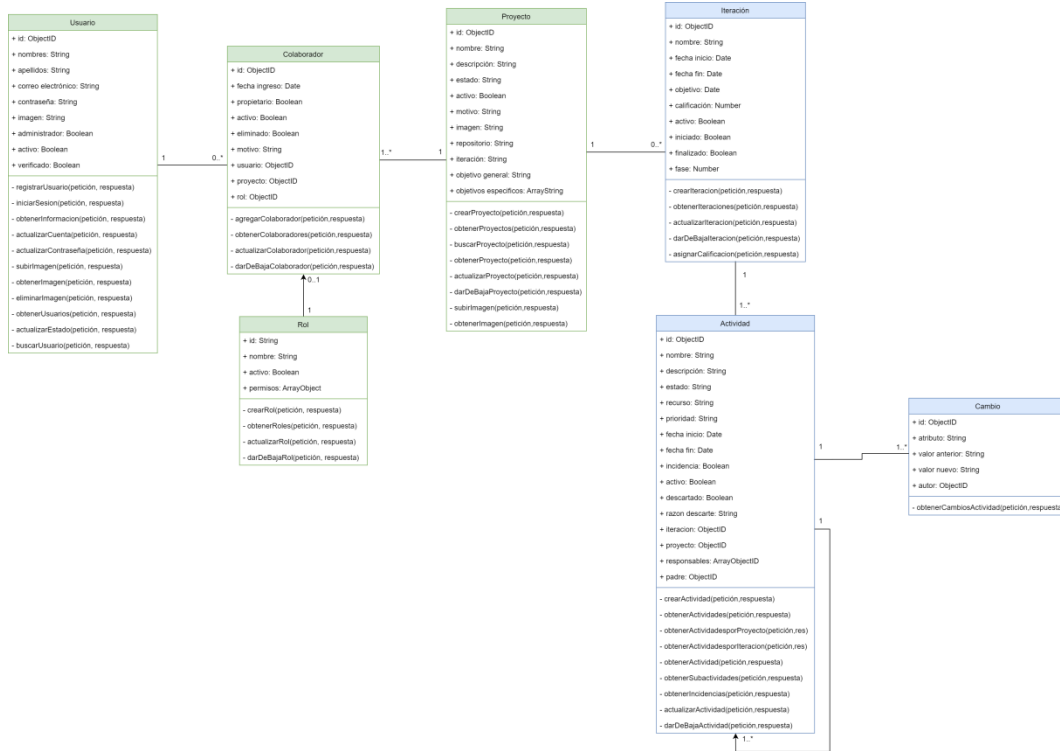 Usuario
+ id: ObjectID
+ nombres: String
+ apellidos: String
+ correo electrónico: String
+ contraseña: String
+ imagen: String
+ administrador: Boolean
+ activo: Boolean
+ verificado: Boolean
- registrarUsuario(petición, respuesta)
- iniciarSesion(petición, respuesta)
- obtenerInformacion(petición, respuesta)
- actualizarCuenta(petición, respuesta)
- actualizarContraseña(petición, respuesta)
- subirImagen(petición, respuesta)
- obtenerImagen(petición, respuesta)
- eliminarImagen(petición, respuesta)
- obtenerUsuarios(petición, respuesta)
- actualizarEstado(petición, respuesta)
- buscarUsuario(petición, respuesta)
1
0..*
Colaborador
+ id: ObjectID
+ fecha ingreso: Date
+ propietario: Boolean
+ activo: Boolean
+ eliminado: Boolean
+ motivo: String
+ usuario: ObjectID
+ proyecto: ObjectID
+ rol: ObjectID
- agregarColaborador(petición,respuesta)
- obtenerColaboradores(petición,respuesta)
- actualizarColaborador(petición,respuesta)
- darDeBajaColaborador(petición,respuesta)
0..1
1
Rol
+ id: String
+ nombre: String
+ activo: Boolean
+ permisos: ArrayObject
- crearRol(petición, respuesta)
- obtenerRoles(petición, respuesta)
- actualizarRol(petición, respuesta)
- darDeBajaRol(petición, respuesta)
1..*
1
Proyecto
+ id: ObjectID
+ nombre: String
+ descripción: String
+ estado: String
+ activo: Boolean
+ motivo: String
+ imagen: String
+ repositorio: String
+ iteración: String
+ objetivo general: String
+ objetivos especificos: ArrayString
- crearProyecto(petición,respuesta)
- obtenerProyectos(petición,respuesta)
- buscarProyecto(petición,respuesta)
- obtenerProyecto(petición,respuesta)
- actualizarProyecto(petición,respuesta)
- darDeBajaProyecto(petición,respuesta)
- subirImagen(petición,respuesta)
- obtenerImagen(petición,respuesta)
1
0..*
Iteración
+ id: ObjectID
+ nombre: String
+ fecha inicio: Date
+ fecha fin: Date
+ objetivo: Date
+ calificación: Number
+ activo: Boolean
+ iniciado: Boolean
+ finalizado: Boolean
+ fase: Number
- crearIteracion(petición,respuesta)
- obtenerIteraciones(petición,respuesta)
- actualizarIteracion(petición,respuesta)
- darDeBajaIteracion(petición,respuesta)
- asignarCalificacion(petición,respuesta)
1
1..*
Actividad
+ id: ObjectID
+ nombre: String
+ descripción: String
+ estado: String
+ recurso: String
+ prioridad: String
+ fecha inicio: Date
+ fecha fin: Date
+ incidencia: Boolean
+ activo: Boolean
+ descartado: Boolean
+ razon descarte: String
+ iteracion: ObjectID
+ proyecto: ObjectID
+ responsables: ArrayObjectID
+ padre: ObjectID
- crearActividad(petición,respuesta)
- obtenerActividades(petición,respuesta)
- obtenerActividadesporProyecto(petición,res)
- obtenerActividadesporIteracion(petición,res)
- obtenerActividad(petición,respuesta)
- obtenerSubactividades(petición,respuesta)
- obtenerIncidencias(petición,respuesta)
- actualizarActividad(petición,respuesta)
- darDeBajaActividad(petición,respuesta)
1
1..*
1
1..*
Cambio
+ id: ObjectID
+ atributo: String
+ valor anterior: String
+ valor nuevo: String
+ autor: ObjectID
- obtenerCambiosActividad(petición,respuesta